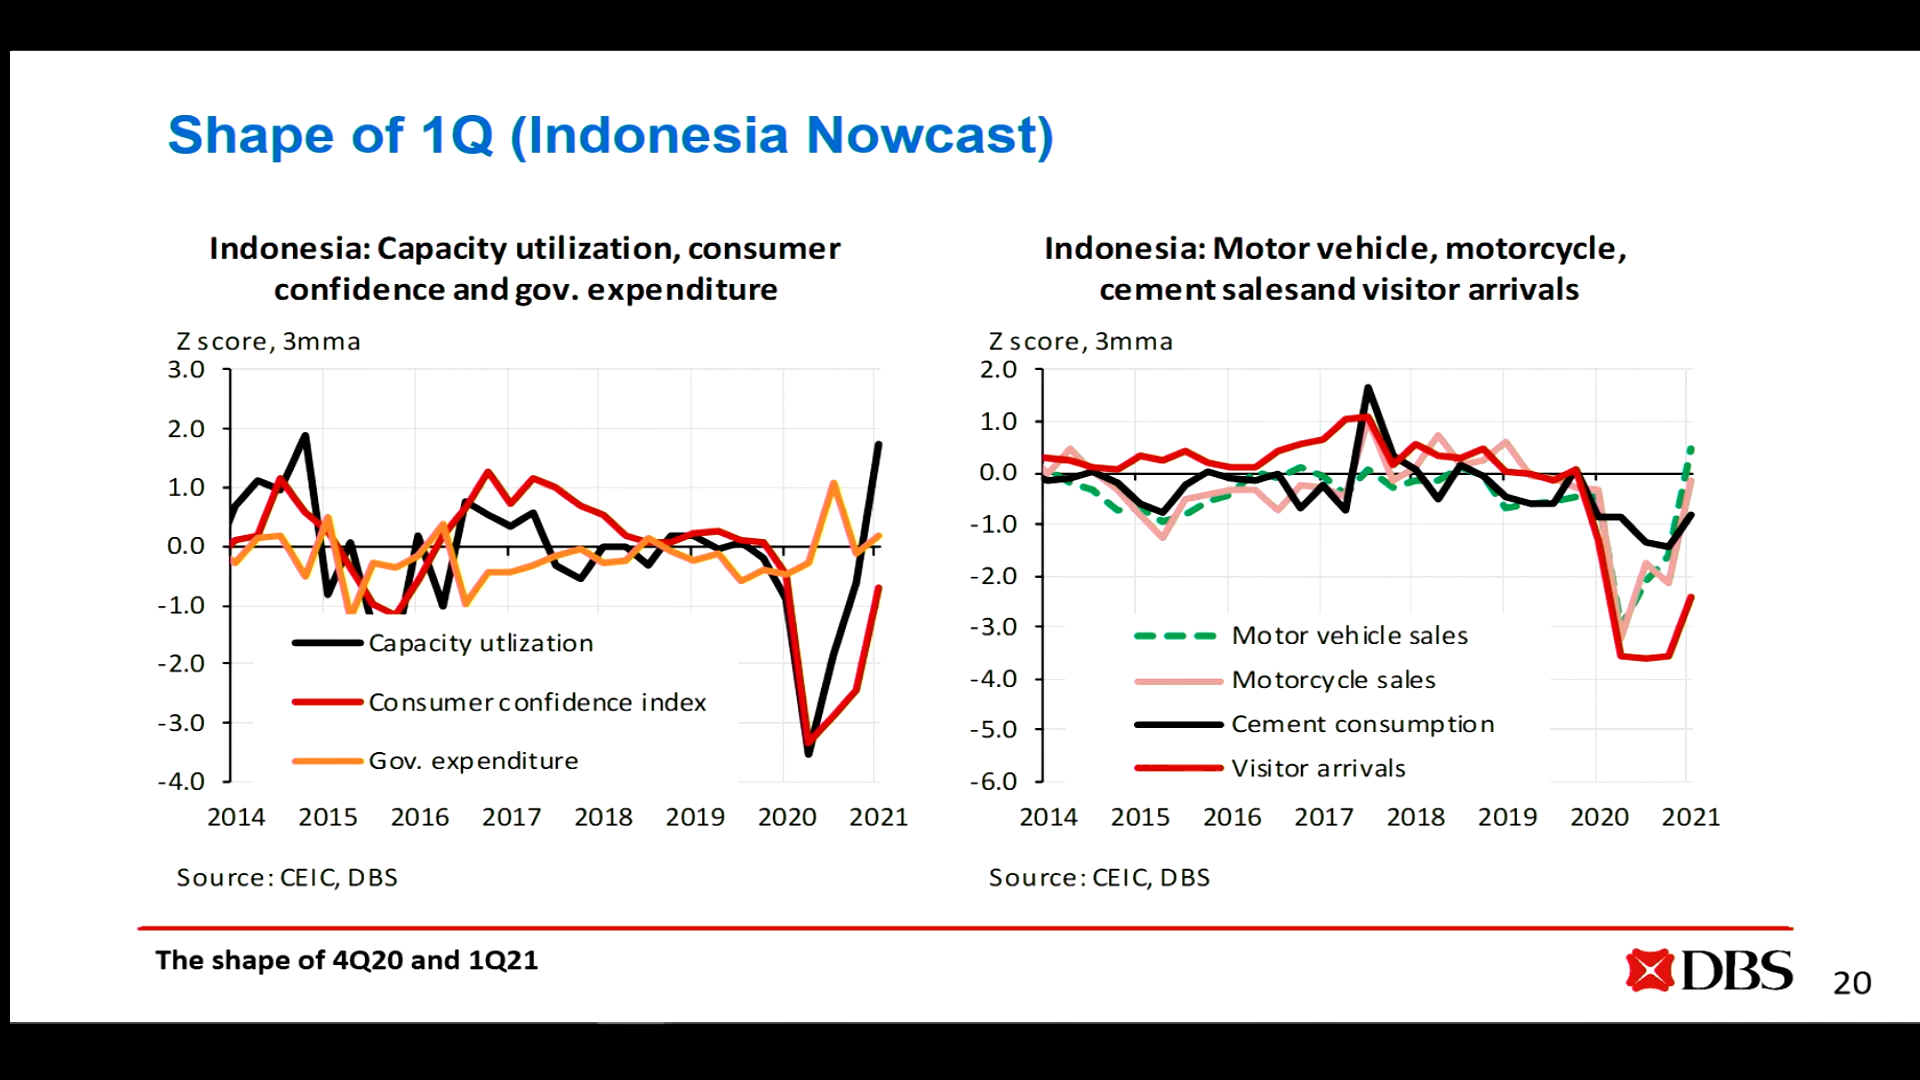 Shape of 1Q (Indonesia Nowcast)
Indonesia: Capacity utilization, consumer
confidence and gov. expenditure
Z score, 3mma
3.0
2.0
1.0
0.0
-1.0
-2.0
-3.0
-4.0
Capacity utlization
Consumer confidence index
Gov. expenditure
2014 2015 2016 2017 2018 2019 2020 2021
Source: CEIC, DBS
Indonesia: Motor vehicle, motorcycle,
cement salesand visitor arrivals
Z score, 3mma
2.0
1.0
0.0
-1.0
-2.0
-3.0
-4.0
-5.0
-6.0
Motor vehicle sales
Motorcycle sales
Cement consumption
Visitor arrivals
2014 2015 2016 2017 2018 2019 2020 2021
Source: CEIC, DBS
The shape of 4Q20 and 1Q21
DBS
20